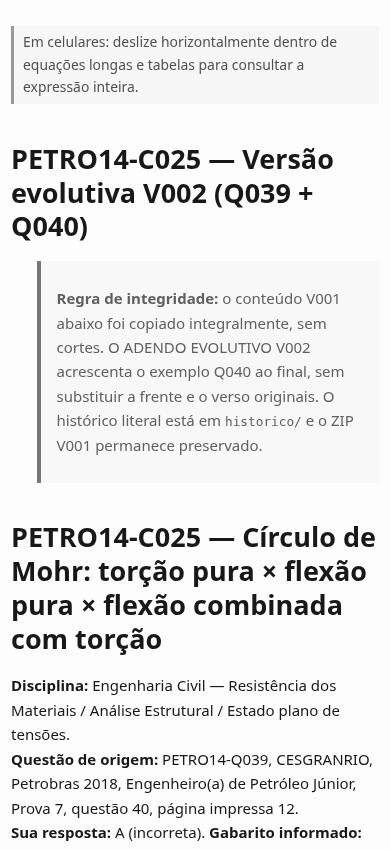 Em celulares: deslize horizontalmente dentro de
equações longas e tabelas para consultar a
expressão inteira.
PETRO14-C025 — Versão
evolutiva V002 (Q039 +
Q040)
Regra de integridade: o conteúdo V001
abaixo foi copiado integralmente, sem
cortes. O ADENDO EVOLUTIVO V002
acrescenta o exemplo Q040 ao final, sem
substituir a frente e o verso originais. O
histórico literal está em historico/ e o ZIP
V001 permanece preservado.
PETRO14-C025 — Círculo de
Mohr: torção pura × flexão
pura × flexão combinada
com torção
Disciplina: Engenharia Civil — Resistência dos
Materiais / Análise Estrutural / Estado plano de
tensões.
Questão de origem: PETRO14-Q039, CESGRANRIO,
Petrobras 2018, Engenheiro(a) de Petróleo Júnior,
Prova 7, questão 40, página impressa 12.
Sua resposta: A (incorreta). Gabarito informado: